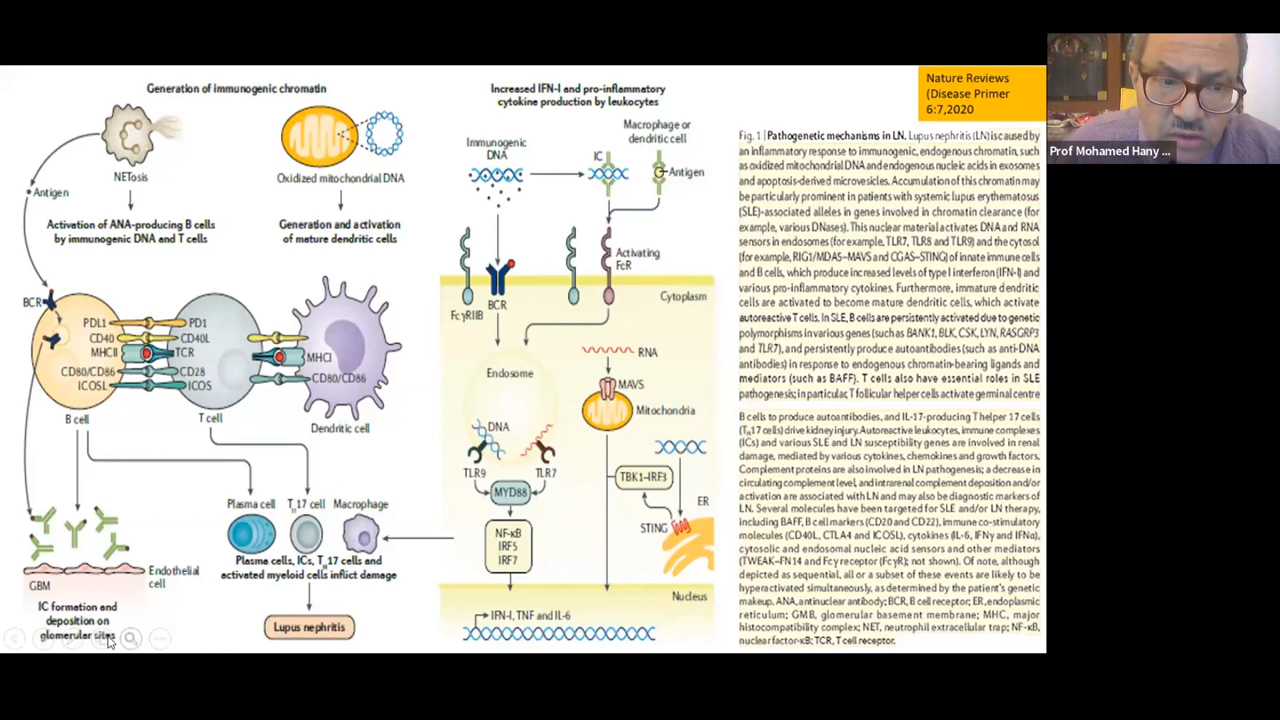 Generation of immunogenic chromatin
NETosis
Oxidized mitochondrial DNA
Antigen
Activation of ANA-producing B cells
by immunogenic DNA and T cells
Generation and activation
of mature dendritic cells
BCR
PDL1
PD1
CD40
CD40L
MHCII
TCR
MHCI
CD80/CD86
CD28
CD80/CD86
ICOSL
ICOS
B cell
T cell
Dendritic cell
Plasma cell
TH17 cell
Macrophage
Plasma cells, ICs, TH17 cells and
activated myeloid cells inflict damage
Endothelial
cell
GBM
IC formation and
deposition on
glomerular sites
Lupus nephritis
Increased IFN-I and pro-inflammatory
cytokine production by leukocytes
Immunogenic
DNA
IC
Macrophage or
dendritic cell
Antigen
Activating
FcR
FcγRIIB
BCR
Cytoplasm
Endosome
RNA
MAVS
Mitochondria
DNA
TLR9
TLR7
MYD88
TBK1–IRF3
ER
STING
NF-κB
IRF5
IRF7
Nucleus
IFN-I, TNF and IL-6
Nature Reviews
(Disease Primer
6:7,2020
Fig. 1 | Pathogenetic mechanisms in LN. Lupus nephritis (LN) is caused by
an inflammatory response to immunogenic, endogenous chromatin, such
as oxidized mitochondrial DNA and endogenous nucleic acids in exosomes
and apoptosis-derived microvesicles. Accumulation of this chromatin may
be particularly prominent in patients with systemic lupus erythematosus
(SLE)-associated alleles in genes involved in chromatin clearance (for
example, various DNases). This nuclear material activates DNA and RNA
sensors in endosomes (for example, TLR7, TLR8 and TLR9) and the cytosol
(for example, RIG1/MDA5–MAVS and CGAS–STING) of innate immune cells
and B cells, which produce increased levels of type I interferon (IFN-I) and
various pro-inflammatory cytokines. Furthermore, immature dendritic
cells are activated to become mature dendritic cells, which activate
autoreactive T cells. In SLE, B cells are persistently activated due to genetic
polymorphisms in various genes (such as BANK1, BLK, CSK, LYN, RASGRP3
and TLR7), and persistently produce autoantibodies (such as anti-DNA
antibodies) in response to endogenous chromatin-bearing ligands and
mediators (such as BAFF). T cells also have essential roles in SLE
pathogenesis; in particular, T follicular helper cells activate germinal centre
B cells to produce autoantibodies, and IL-17-producing T helper 17 cells
(TH17 cells) drive kidney injury. Autoreactive leukocytes, immune complexes
(ICs) and various SLE and LN susceptibility genes are involved in renal
damage, mediated by various cytokines, chemokines and growth factors.
Complement proteins are also involved in LN pathogenesis; a decrease in
circulating complement level, and intrarenal complement deposition and/or
activation are associated with LN and may also be diagnostic markers of
LN. Several molecules have been targeted for SLE and/or LN therapy,
including BAFF, B cell markers (CD20 and CD22), immune co-stimulatory
molecules (CD40L, CTLA4 and ICOSL), cytokines (IL-6, IFNγ and IFNα),
cytosolic and endosomal nucleic acid sensors and other mediators
(TWEAK–FN14 and Fcγ receptor (FcγR); not shown). Of note, although
depicted as sequential, all or a subset of these events are likely to be
hyperactivated simultaneously, as determined by the patient's genetic
makeup. ANA, antinuclear antibody; BCR, B cell receptor; ER, endoplasmic
reticulum; GMB, glomerular basement membrane; MHC, major
histocompatibility complex; NET, neutrophil extracellular trap; NF-κB,
nuclear factor-κB; TCR, T cell receptor.
Prof Mohamed Hany ...